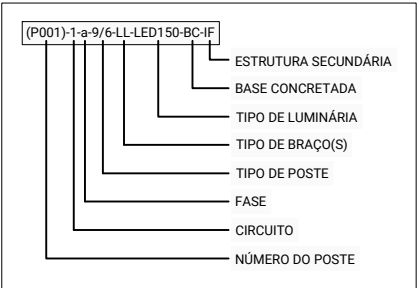 (P001)-1-a-9/6-LL-LED150-BC-IF
ESTRUTURA SECUNDÁRIA
BASE CONCRETADA
TIPO DE LUMINÁRIA
TIPO DE BRAÇO(S)
TIPO DE POSTE
FASE
CIRCUITO
NÚMERO DO POSTE